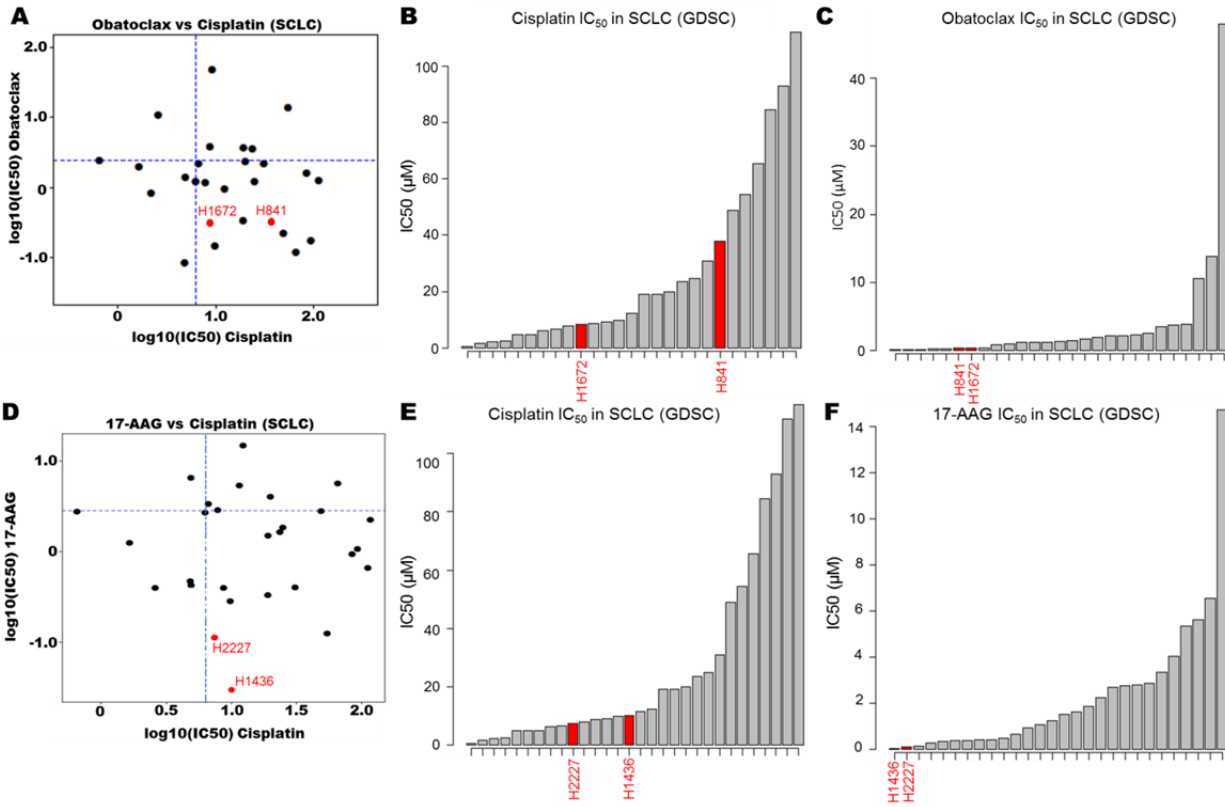 A
Obatoclax vs Cisplatin (SCLC)
log10(IC50) Obatoclax
2.0
1.0
0
-1.0
H1672
H841
0
1.0
2.0
log10(IC50) Cisplatin
B
Cisplatin IC50 in SCLC (GDSC)
IC50 (µM)
100
80
60
40
20
0
H1672
H841
C
Obatoclax IC50 in SCLC (GDSC)
IC50 (µM)
40
30
20
10
0
H841
H1672
D
17-AAG vs Cisplatin (SCLC)
log10(IC50) 17-AAG
1.0
0
-1.0
H2227
H1436
0
0.5
1.0
1.5
2.0
log10(IC50) Cisplatin
E
Cisplatin IC50 in SCLC (GDSC)
IC50 (µM)
100
80
60
40
20
0
H2227
H1436
F
17-AAG IC50 in SCLC (GDSC)
IC50 (µM)
14
12
10
8
6
4
2
0
H1436
H2227